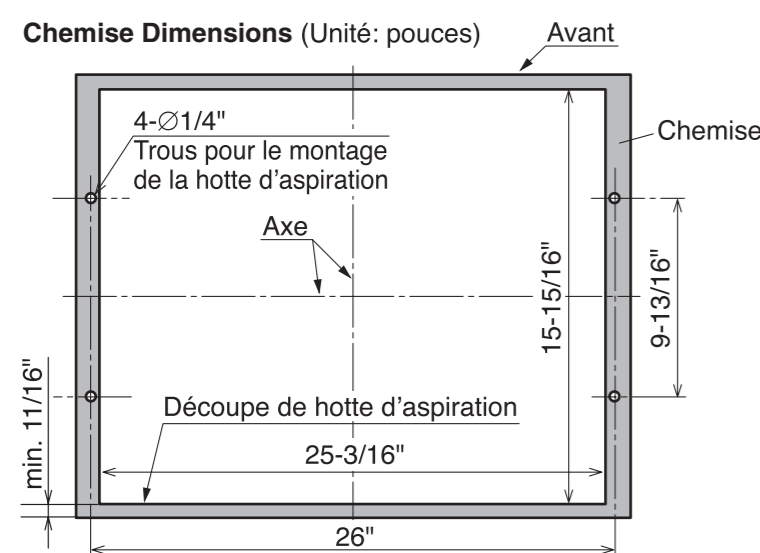 Chemise Dimensions (Unité: pouces)
Avant
4-∅1/4"
Trous pour le montage
de la hotte d'aspiration
Chemise
Axe
15-15/16"
9-13/16"
min. 11/16"
Découpe de hotte d'aspiration
25-3/16"
26"